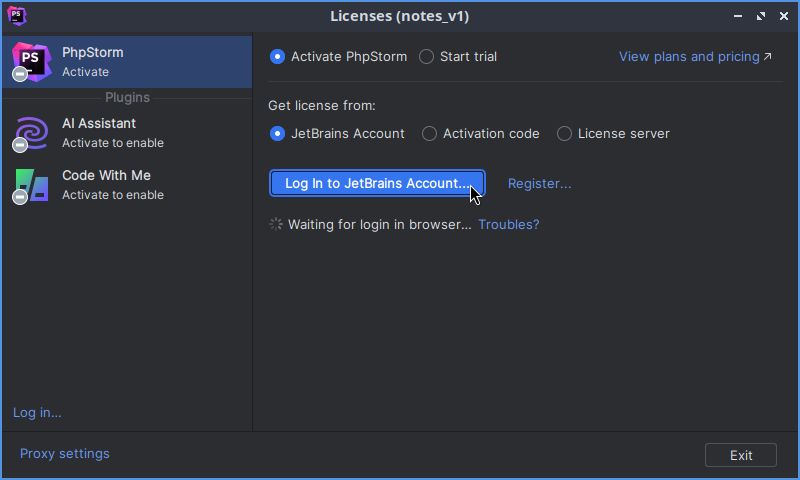 PS
Licenses (notes_v1)
PS
PhpStorm
Activate
Plugins
AI Assistant
Activate to enable
Code With Me
Activate to enable
Log in...
Activate PhpStorm Start trial View plans and pricing ↗
Get license from:
JetBrains Account Activation code License server
Log In to JetBrains Account... Register...
Waiting for login in browser... Troubles?
Proxy settings
Exit